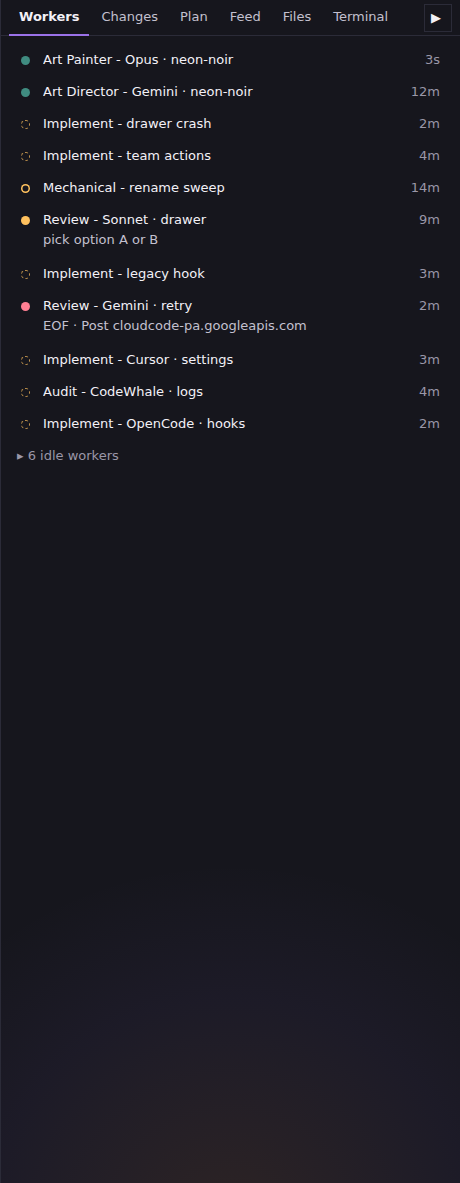 Workers Changes Plan Feed Files Terminal
Art Painter - Opus · neon-noir 3s
Art Director - Gemini · neon-noir 12m
Implement - drawer crash 2m
Implement - team actions 4m
Mechanical - rename sweep 14m
Review - Sonnet · drawer 9m
pick option A or B
Implement - legacy hook 3m
Review - Gemini · retry 2m
EOF · Post cloudcode-pa.googleapis.com
Implement - Cursor · settings 3m
Audit - CodeWhale · logs 4m
Implement - OpenCode · hooks 2m
▸ 6 idle workers